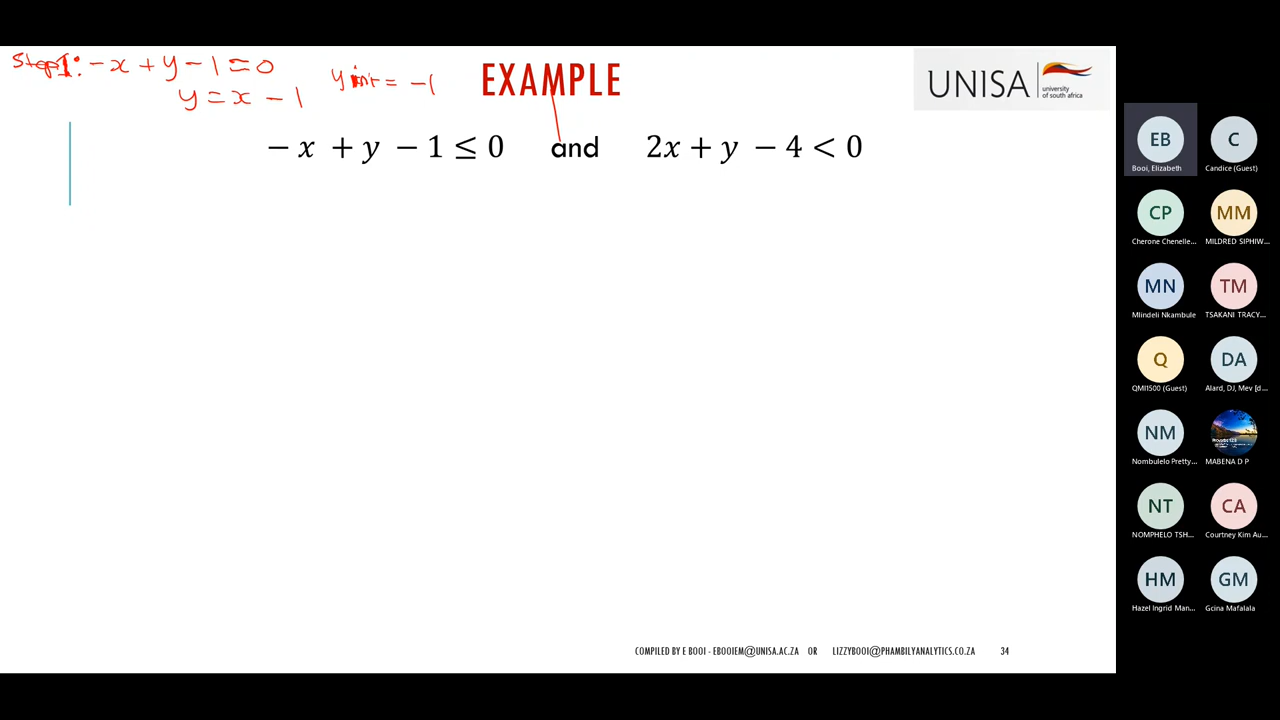 Step 1: -x + y - 1 = 0
y = x - 1
y int = -1
EXAMPLE
UNISA university of south africa
- x + y - 1 ≤ 0 and 2x + y - 4 < 0
EB
Booi, Elizabeth
C
Candice (Guest)
CP
Cherone Chenelle...
MM
MILDRED SIPHIW...
MN
Mlindeli Nkambule
TM
TSAKANI TRACY...
Q
QMI1500 (Guest)
DA
Alard, DJ, Mev [d...
NM
Nombulelo Pretty...
MABENA D P
NT
NOMPHELO TSH...
CA
Courtney Kim Au...
HM
Hazel Ingrid Man...
GM
Gcina Mafalala
COMPILED BY E BOOI - EBOOIEM@UNISA.AC.ZA OR LIZZYBOOI@PHAMBILYANALYTICS.CO.ZA 34